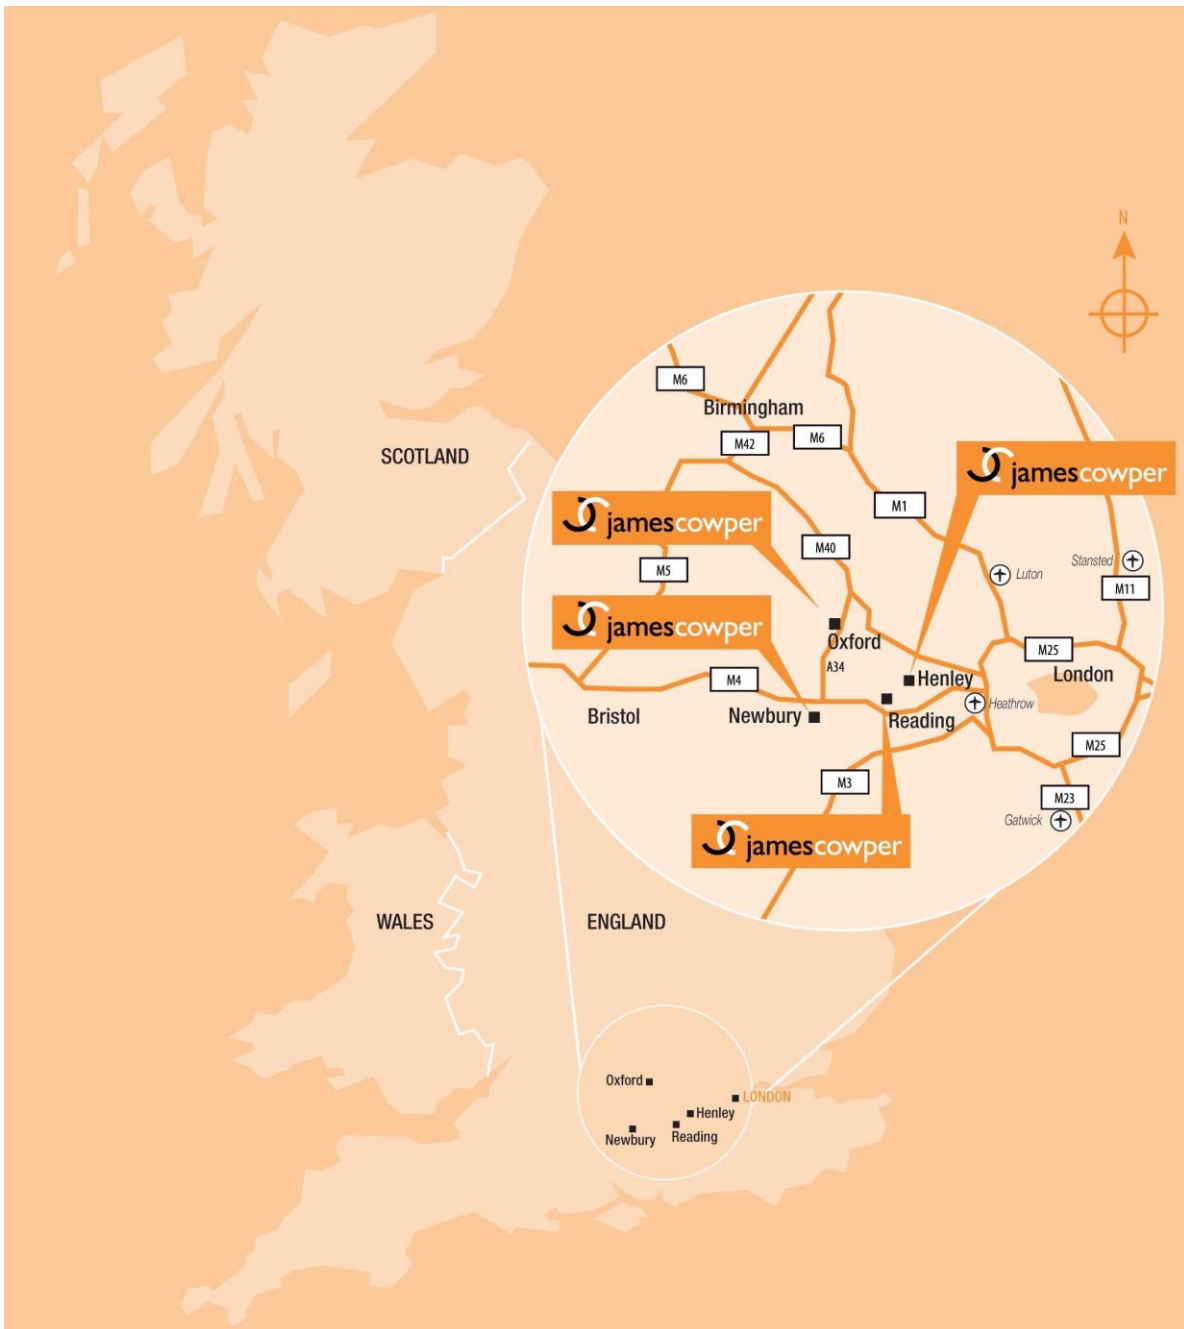 N
M6
Birmingham
M42
M6
SCOTLAND
jamescowper
jamescowper
M1
M40
Stansted
M5
Luton
M11
jamescowper
Oxford
M25
A34
London
M4
Henley
Heathrow
Bristol
Newbury
Reading
M25
M3
M23
Gatwick
jamescowper
WALES
ENGLAND
Oxford
LONDON
Henley
Newbury
Reading